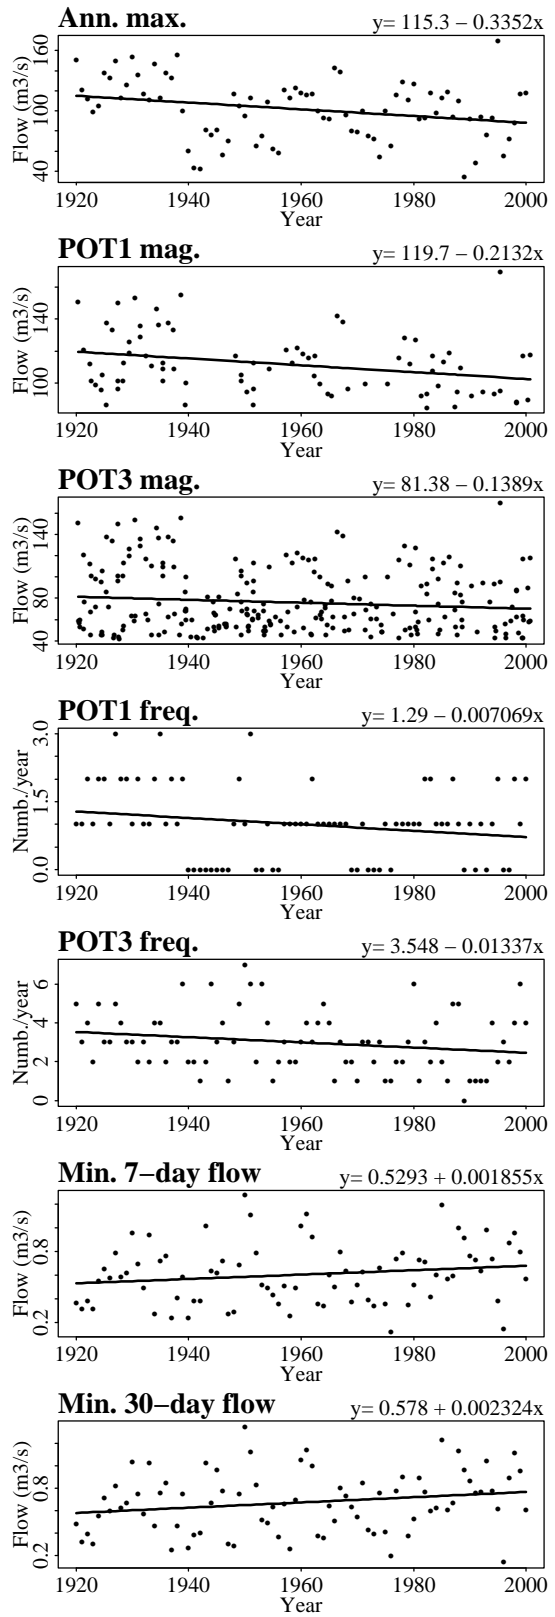 Ann. max. y= 115.3 − 0.3352x
Flow (m3/s)
40 100 160
1920 1940 1960 1980 2000
Year
POT1 mag. y= 119.7 − 0.2132x
Flow (m3/s)
100 140
1920 1940 1960 1980 2000
Year
POT3 mag. y= 81.38 − 0.1389x
Flow (m3/s)
40 80 140
1920 1940 1960 1980 2000
Year
POT1 freq. y= 1.29 − 0.007069x
Numb./year
0.0 1.5 3.0
1920 1940 1960 1980 2000
Year
POT3 freq. y= 3.548 − 0.01337x
Numb./year
0 2 4 6
1920 1940 1960 1980 2000
Year
Min. 7−day flow y= 0.5293 + 0.001855x
Flow (m3/s)
0.2 0.8
1920 1940 1960 1980 2000
Year
Min. 30−day flow y= 0.578 + 0.002324x
Flow (m3/s)
0.2 0.8
1920 1940 1960 1980 2000
Year